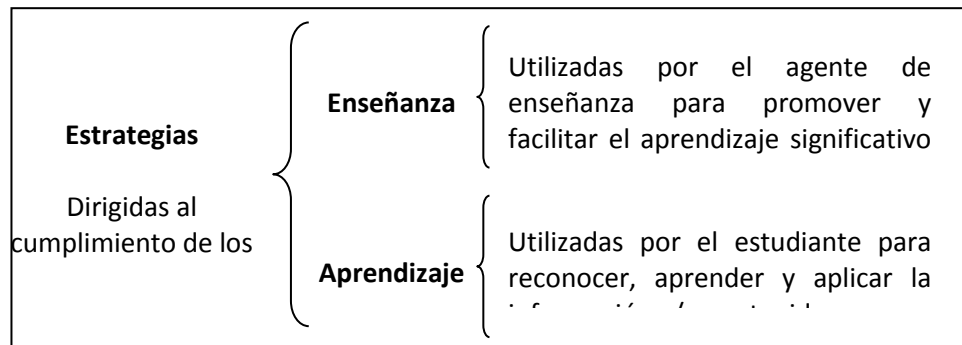 Estrategias
Dirigidas al
cumplimiento de los
Enseñanza
Utilizadas por el agente de
enseñanza para promover y
facilitar el aprendizaje significativo
Aprendizaje
Utilizadas por el estudiante para
reconocer, aprender y aplicar la